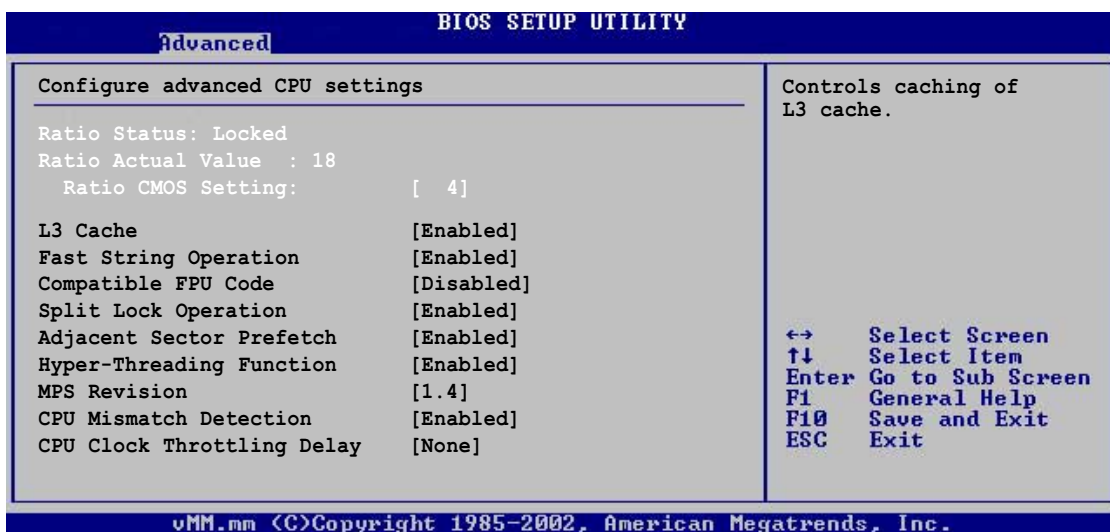 BIOS SETUP UTILITY
Advanced
Configure advanced CPU settings
Ratio Status: Locked
Ratio Actual Value : 18
Ratio CMOS Setting: [ 4]
L3 Cache [Enabled]
Fast String Operation [Enabled]
Compatible FPU Code [Disabled]
Split Lock Operation [Enabled]
Adjacent Sector Prefetch [Enabled]
Hyper-Threading Function [Enabled]
MPS Revision [1.4]
CPU Mismatch Detection [Enabled]
CPU Clock Throttling Delay [None]
Controls caching of
L3 cache.
←→ Select Screen
↑↓ Select Item
Enter Go to Sub Screen
F1 General Help
F10 Save and Exit
ESC Exit
vMM.mm (C)Copyright 1985-2002, American Megatrends, Inc.